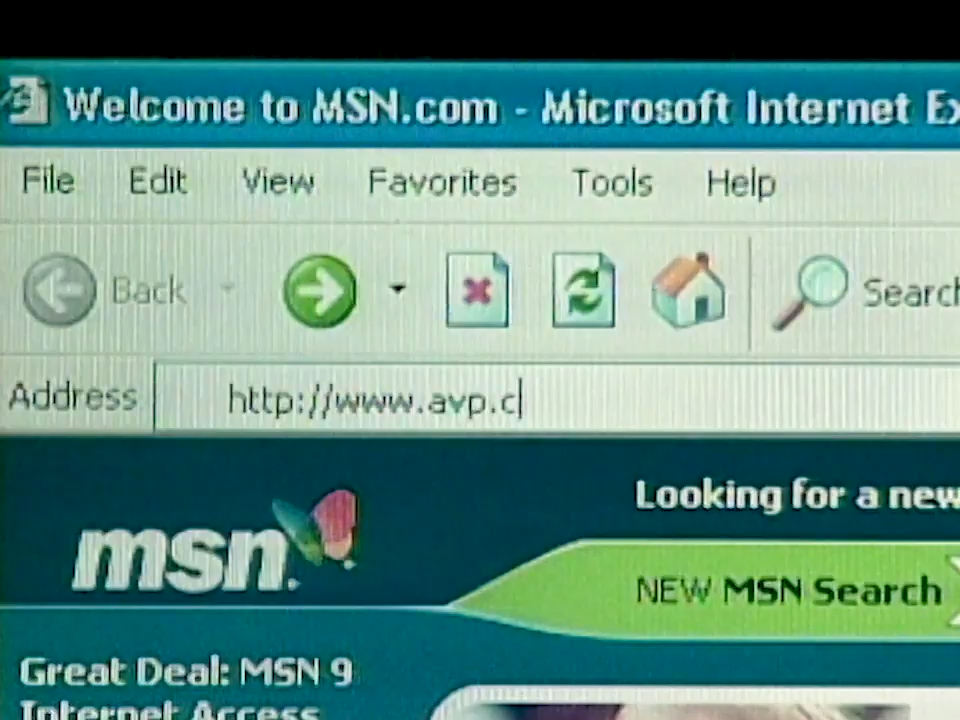 Welcome to MSN.com - Microsoft Internet
File Edit View Favorites Tools Help
Back Search
Address http://www.avp.c
Looking for a new
msn
NEW MSN Search
Great Deal: MSN 9
Internet Access